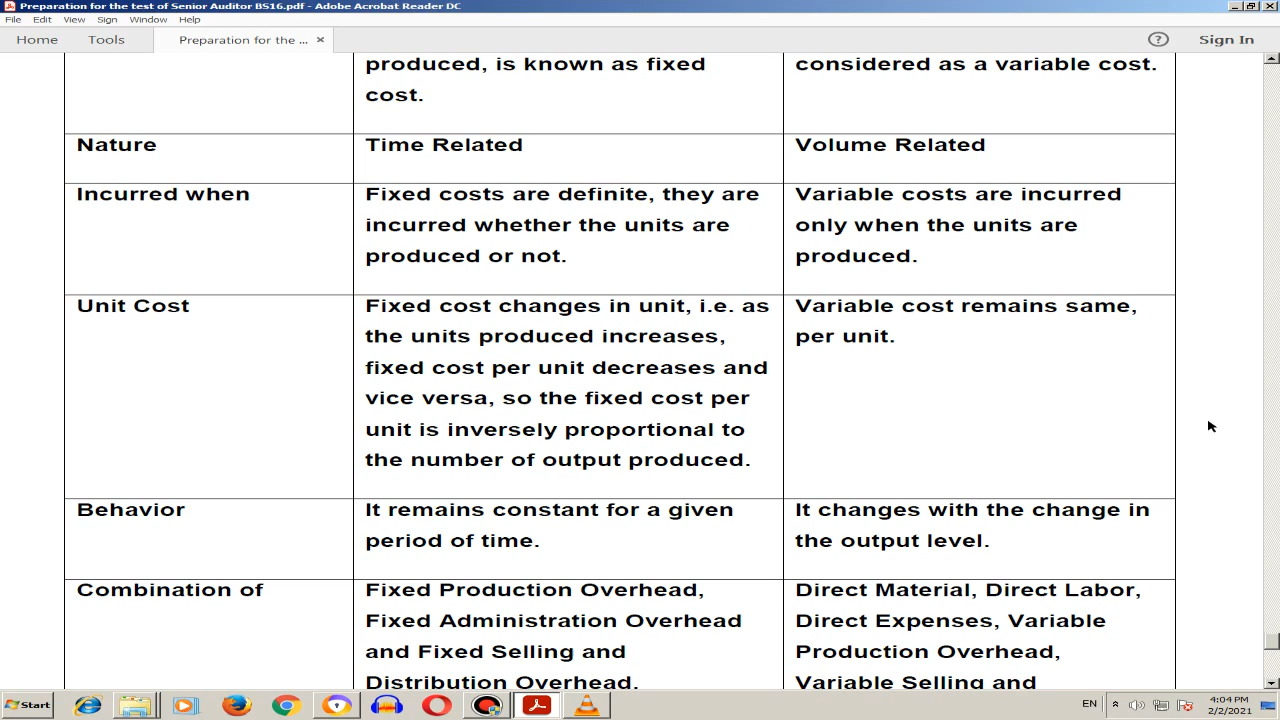 Preparation for the test of Senior Auditor BS16.pdf - Adobe Acrobat Reader DC
File Edit View Sign Window Help
Home Tools Preparation for the ... × ? Sign In
produced, is known as fixed
cost.
considered as a variable cost.
Nature
Time Related
Volume Related
Incurred when
Fixed costs are definite, they are
incurred whether the units are
produced or not.
Variable costs are incurred
only when the units are
produced.
Unit Cost
Fixed cost changes in unit, i.e. as
the units produced increases,
fixed cost per unit decreases and
vice versa, so the fixed cost per
unit is inversely proportional to
the number of output produced.
Variable cost remains same,
per unit.
Behavior
It remains constant for a given
period of time.
It changes with the change in
the output level.
Combination of
Fixed Production Overhead,
Fixed Administration Overhead
and Fixed Selling and
Distribution Overhead.
Direct Material, Direct Labor,
Direct Expenses, Variable
Production Overhead,
Variable Selling and
Start
EN
4:04 PM
2/2/2021